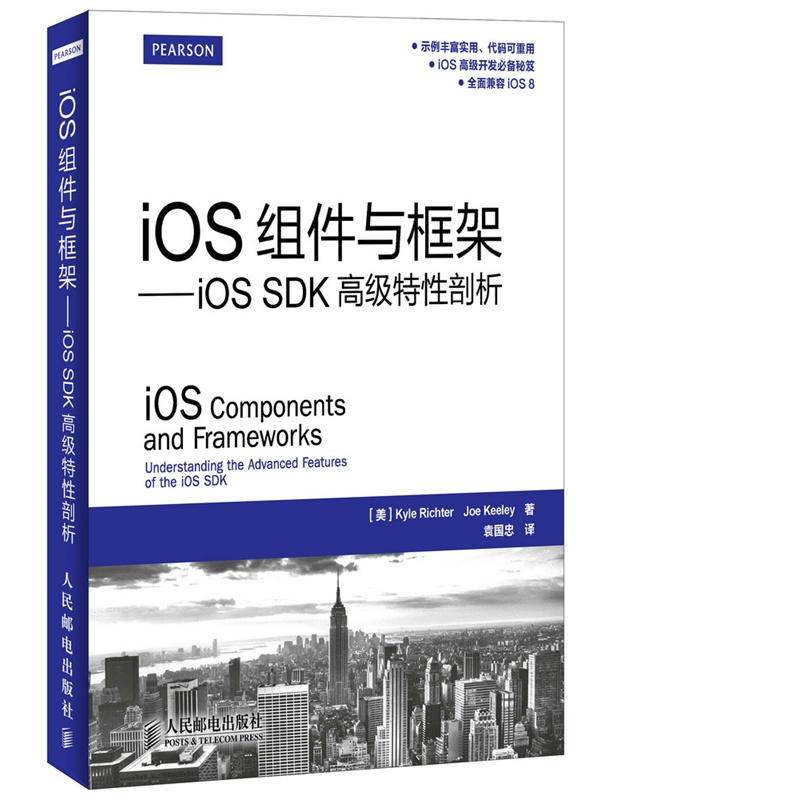 PEARSON
iOS 组件与框架——iOS SDK 高级特性剖析
人民邮电出版社
PEARSON
● 示例丰富实用、代码可重用
● iOS 高级开发必备秘笈
● 全面兼容 iOS 8
iOS 组件与框架
——iOS SDK 高级特性剖析
iOS Components
and Frameworks
Understanding the Advanced Features
of the iOS SDK
[美] Kyle Richter Joe Keeley 著
袁国忠 译
人民邮电出版社
POSTS & TELECOM PRESS